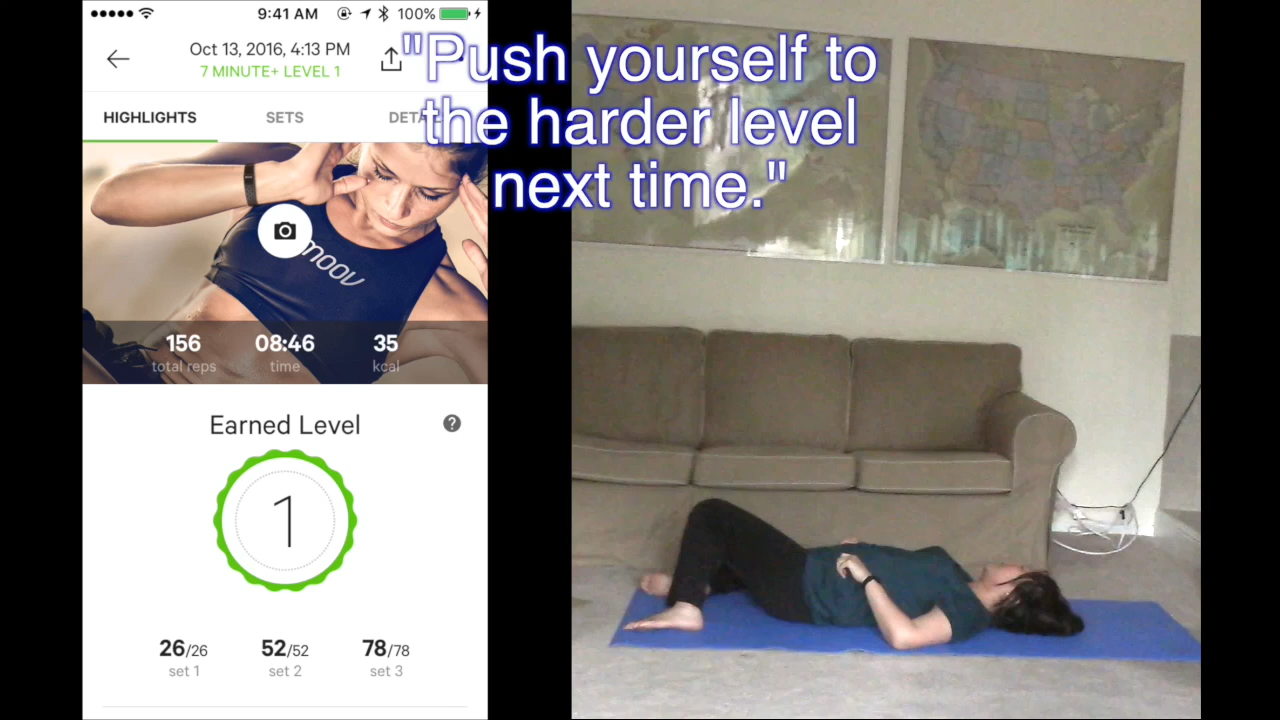 9:41 AM
100%
Oct 13, 2016, 4:13 PM
7 MINUTE+ LEVEL 1
"Push yourself to
the harder level
next time."
HIGHLIGHTS
SETS
moov
156
08:46
35
total reps
time
kcal
Earned Level
1
26/26
52/52
78/78
set 1
set 2
set 3